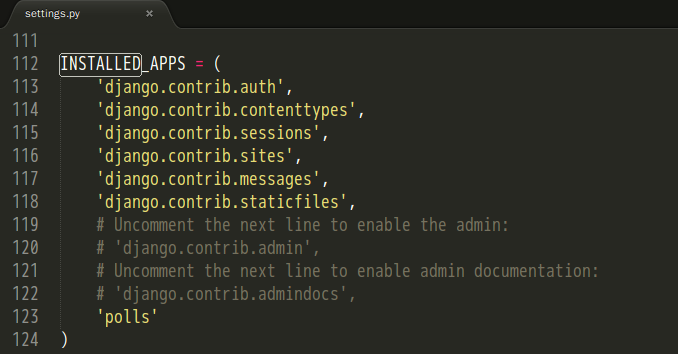 settings.py ×
111
112 INSTALLED_APPS = (
113     'django.contrib.auth',
114     'django.contrib.contenttypes',
115     'django.contrib.sessions',
116     'django.contrib.sites',
117     'django.contrib.messages',
118     'django.contrib.staticfiles',
119     # Uncomment the next line to enable the admin:
120     # 'django.contrib.admin',
121     # Uncomment the next line to enable admin documentation:
122     # 'django.contrib.admindocs',
123     'polls'
124 )